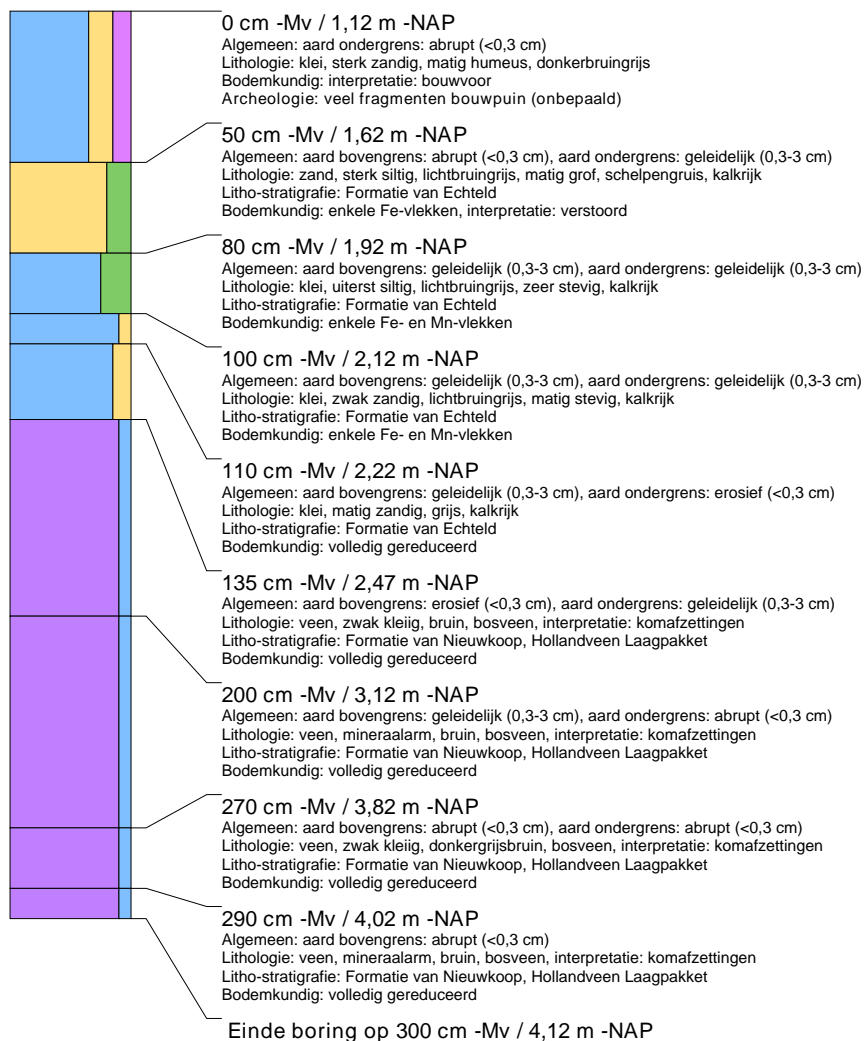 0 cm -Mv / 1,12 m -NAP
Algemeen: aard ondergrens: abrupt (<0,3 cm)
Lithologie: klei, sterk zandig, matig humeus, donkerbruingrijs
Bodemkundig: interpretatie: bouwvoor
Archeologie: veel fragmenten bouwpuin (onbepaald)
50 cm -Mv / 1,62 m -NAP
Algemeen: aard bovengrens: abrupt (<0,3 cm), aard ondergrens: geleidelijk (0,3-3 cm)
Lithologie: zand, sterk siltig, lichtbruingrijs, matig grof, schelpengruis, kalkrijk
Litho-stratigrafie: Formatie van Echteld
Bodemkundig: enkele Fe-vlekken, interpretatie: verstoord
80 cm -Mv / 1,92 m -NAP
Algemeen: aard bovengrens: geleidelijk (0,3-3 cm), aard ondergrens: geleidelijk (0,3-3 cm)
Lithologie: klei, uiterst siltig, lichtbruingrijs, zeer stevig, kalkrijk
Litho-stratigrafie: Formatie van Echteld
Bodemkundig: enkele Fe- en Mn-vlekken
100 cm -Mv / 2,12 m -NAP
Algemeen: aard bovengrens: geleidelijk (0,3-3 cm), aard ondergrens: geleidelijk (0,3-3 cm)
Lithologie: klei, zwak zandig, lichtbruingrijs, matig stevig, kalkrijk
Litho-stratigrafie: Formatie van Echteld
Bodemkundig: enkele Fe- en Mn-vlekken
110 cm -Mv / 2,22 m -NAP
Algemeen: aard bovengrens: geleidelijk (0,3-3 cm), aard ondergrens: erosief (<0,3 cm)
Lithologie: klei, matig zandig, grijs, kalkrijk
Litho-stratigrafie: Formatie van Echteld
Bodemkundig: volledig gereduceerd
135 cm -Mv / 2,47 m -NAP
Algemeen: aard bovengrens: erosief (<0,3 cm), aard ondergrens: geleidelijk (0,3-3 cm)
Lithologie: veen, zwak kleiig, bruin, bosveen, interpretatie: komafzettingen
Litho-stratigrafie: Formatie van Nieuwkoop, Hollandveen Laagpakket
Bodemkundig: volledig gereduceerd
200 cm -Mv / 3,12 m -NAP
Algemeen: aard bovengrens: geleidelijk (0,3-3 cm), aard ondergrens: abrupt (<0,3 cm)
Lithologie: veen, mineraalarm, bruin, bosveen, interpretatie: komafzettingen
Litho-stratigrafie: Formatie van Nieuwkoop, Hollandveen Laagpakket
Bodemkundig: volledig gereduceerd
270 cm -Mv / 3,82 m -NAP
Algemeen: aard bovengrens: abrupt (<0,3 cm), aard ondergrens: abrupt (<0,3 cm)
Lithologie: veen, zwak kleiig, donkergrijsbruin, bosveen, interpretatie: komafzettingen
Litho-stratigrafie: Formatie van Nieuwkoop, Hollandveen Laagpakket
Bodemkundig: volledig gereduceerd
290 cm -Mv / 4,02 m -NAP
Algemeen: aard bovengrens: abrupt (<0,3 cm)
Lithologie: veen, mineraalarm, bruin, bosveen, interpretatie: komafzettingen
Litho-stratigrafie: Formatie van Nieuwkoop, Hollandveen Laagpakket
Bodemkundig: volledig gereduceerd
Einde boring op 300 cm -Mv / 4,12 m -NAP